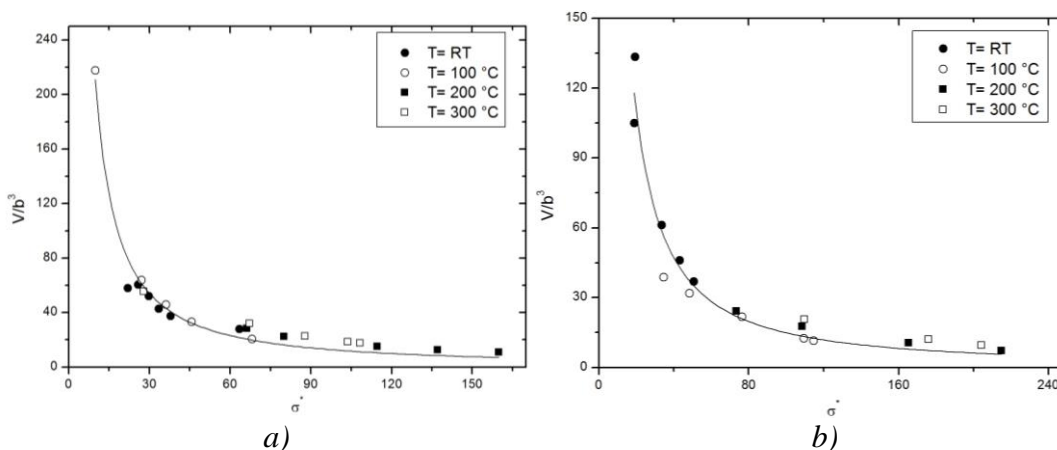 240
200
160
120
80
40
0
V/b³
0 30 60 90 120 150
σ*
T= RT
T= 100 °C
T= 200 °C
T= 300 °C
a)
150
120
90
60
30
0
V/b³
0 80 160 240
σ*
T= RT
T= 100 °C
T= 200 °C
T= 300 °C
b)